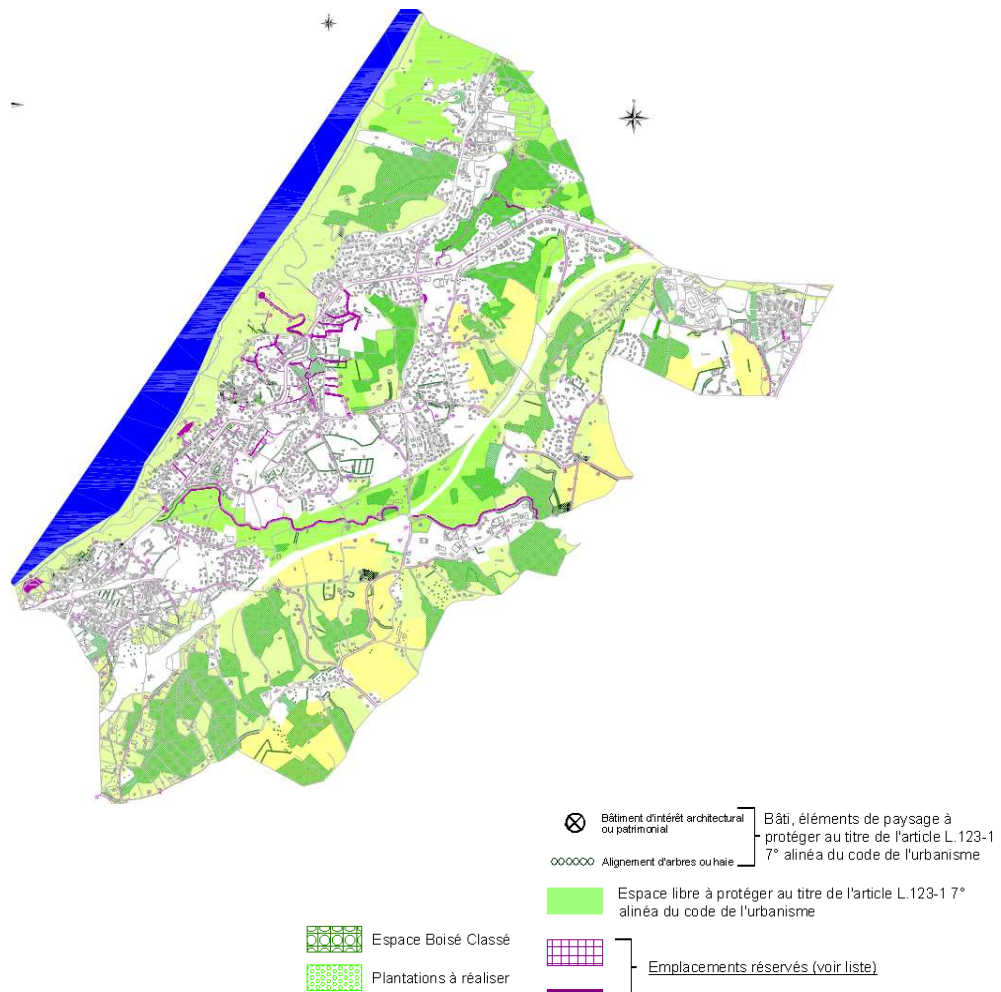 Bâtiment d'intérêt architectural
ou patrimonial
Alignement d'arbres ou haie
Bâti, éléments de paysage à
protéger au titre de l'article L.123-1
7° alinéa du code de l'urbanisme
Espace libre à protéger au titre de l'article L.123-1 7°
alinéa du code de l'urbanisme
Espace Boisé Classé
Plantations à réaliser
Emplacements réservés (voir liste)